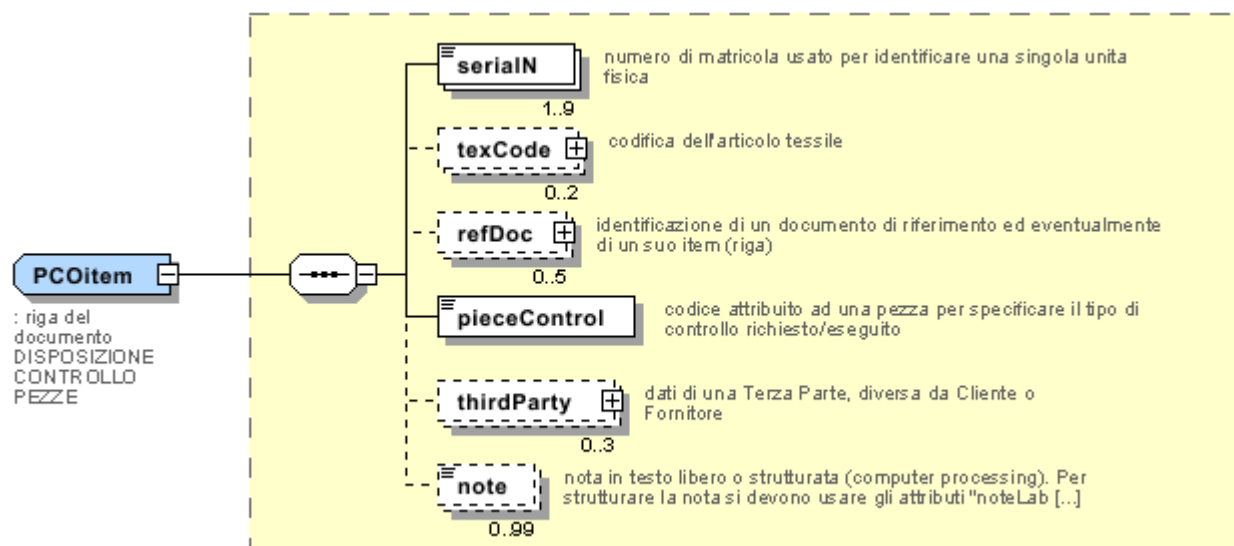 serialN
numero di matricola usato per identificare una singola unita
fisica
1..9
texCode
codifica dell'articolo tessile
0..2
refDoc
identificazione di un documento di riferimento ed eventualmente
di un suo item (riga)
0..5
PCOitem
: riga del
documento
DISPOSIZIONE
CONTROLLO
PEZZE
pieceControl
codice attribuito ad una pezza per specificare il tipo di
controllo richiesto/eseguito
thirdParty
dati di una Terza Parte, diversa da Cliente o
Fornitore
0..3
note
nota in testo libero o strutturata (computer processing). Per
strutturare la nota si devono usare gli attributi "noteLab [...]
0..99